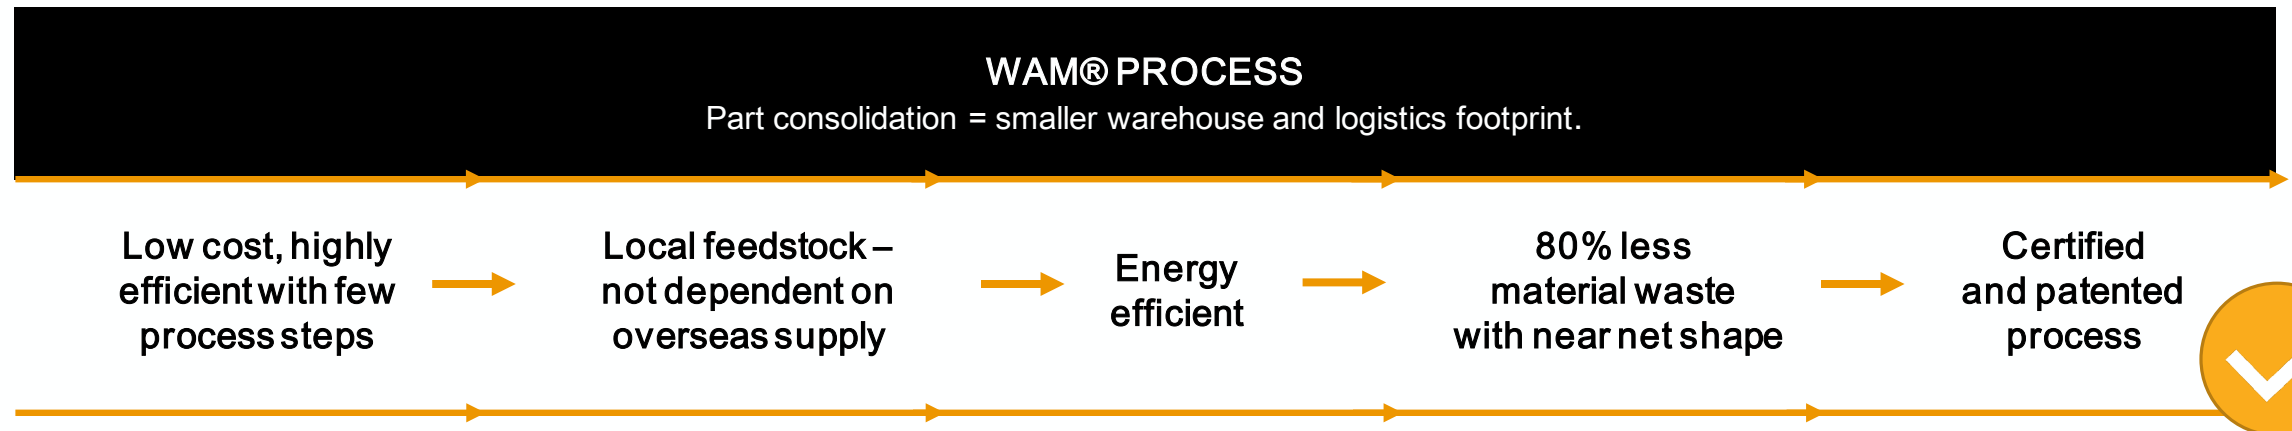 WAM® PROCESS
Part consolidation = smaller warehouse and logistics footprint.
Low cost, highly
efficient with few
process steps
Local feedstock –
not dependent on
overseas supply
Energy
efficient
80% less
material waste
with near net shape
Certified
and patented
process